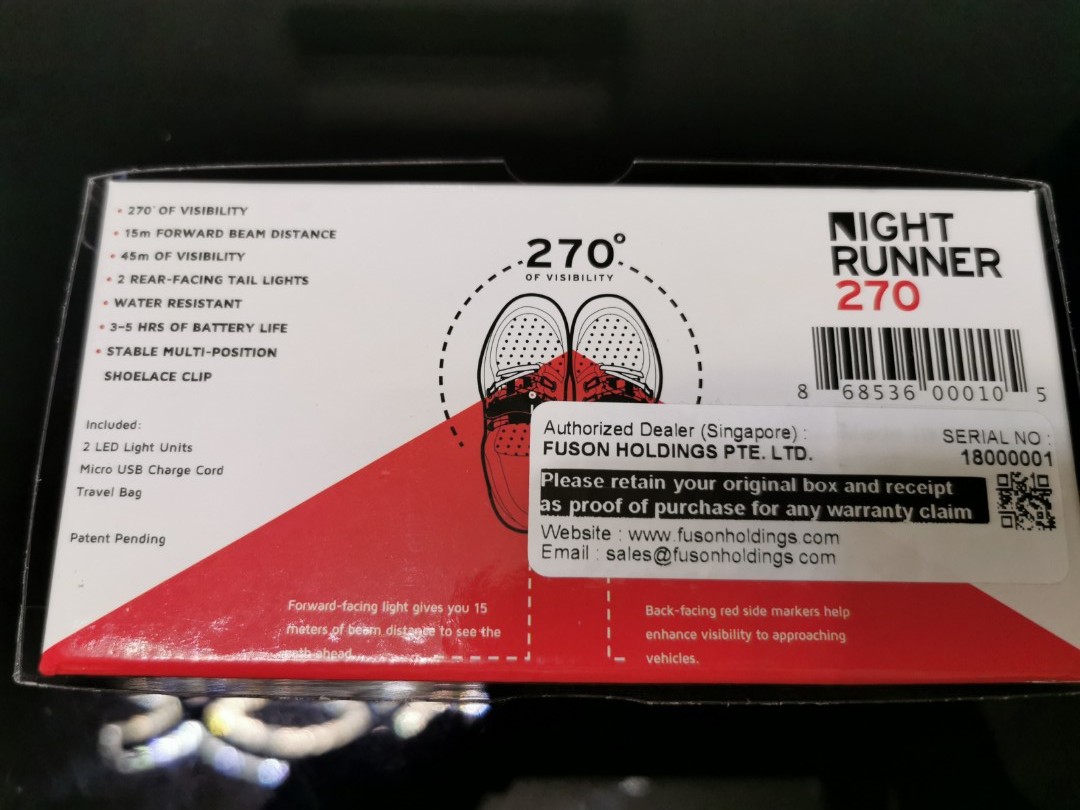 • 270° OF VISIBILITY
• 15m FORWARD BEAM DISTANCE
• 45m OF VISIBILITY
• 2 REAR-FACING TAIL LIGHTS
• WATER RESISTANT
• 3-5 HRS OF BATTERY LIFE
• STABLE MULTI-POSITION
SHOELACE CLIP
Included:
2 LED Light Units
Micro USB Charge Cord
Travel Bag
Patent Pending
270°
OF VISIBILITY
NIGHT
RUNNER
270
8 68536 00010 5
Authorized Dealer (Singapore) :
FUSON HOLDINGS PTE. LTD.
SERIAL NO :
18000001
Please retain your original box and receipt
as proof of purchase for any warranty claim
Website : www.fusonholdings.com
Email : sales@fusonholdings.com
Forward-facing light gives you 15
meters of beam distance to see the
path ahead.
Back-facing red side markers help
enhance visibility to approaching
vehicles.